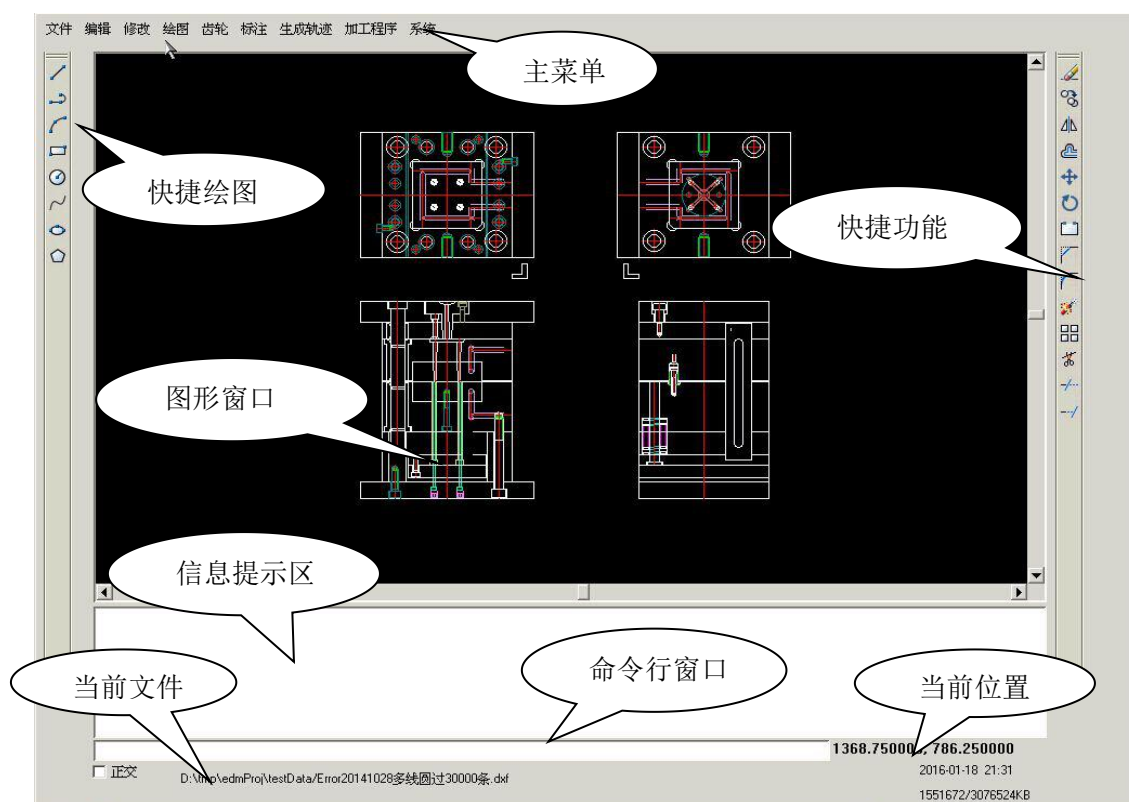 文件 编辑 修改 绘图 齿轮 标注 生成轨迹 加工程序 系统
主菜单
快捷绘图
快捷功能
图形窗口
信息提示区
命令行窗口
当前文件
当前位置
1368.750000, 786.250000
正交
D:\tmp\edmProj\testData/Error20141028多线圆过30000条.dxf
2016-01-18 21:31
1551672/3076524KB